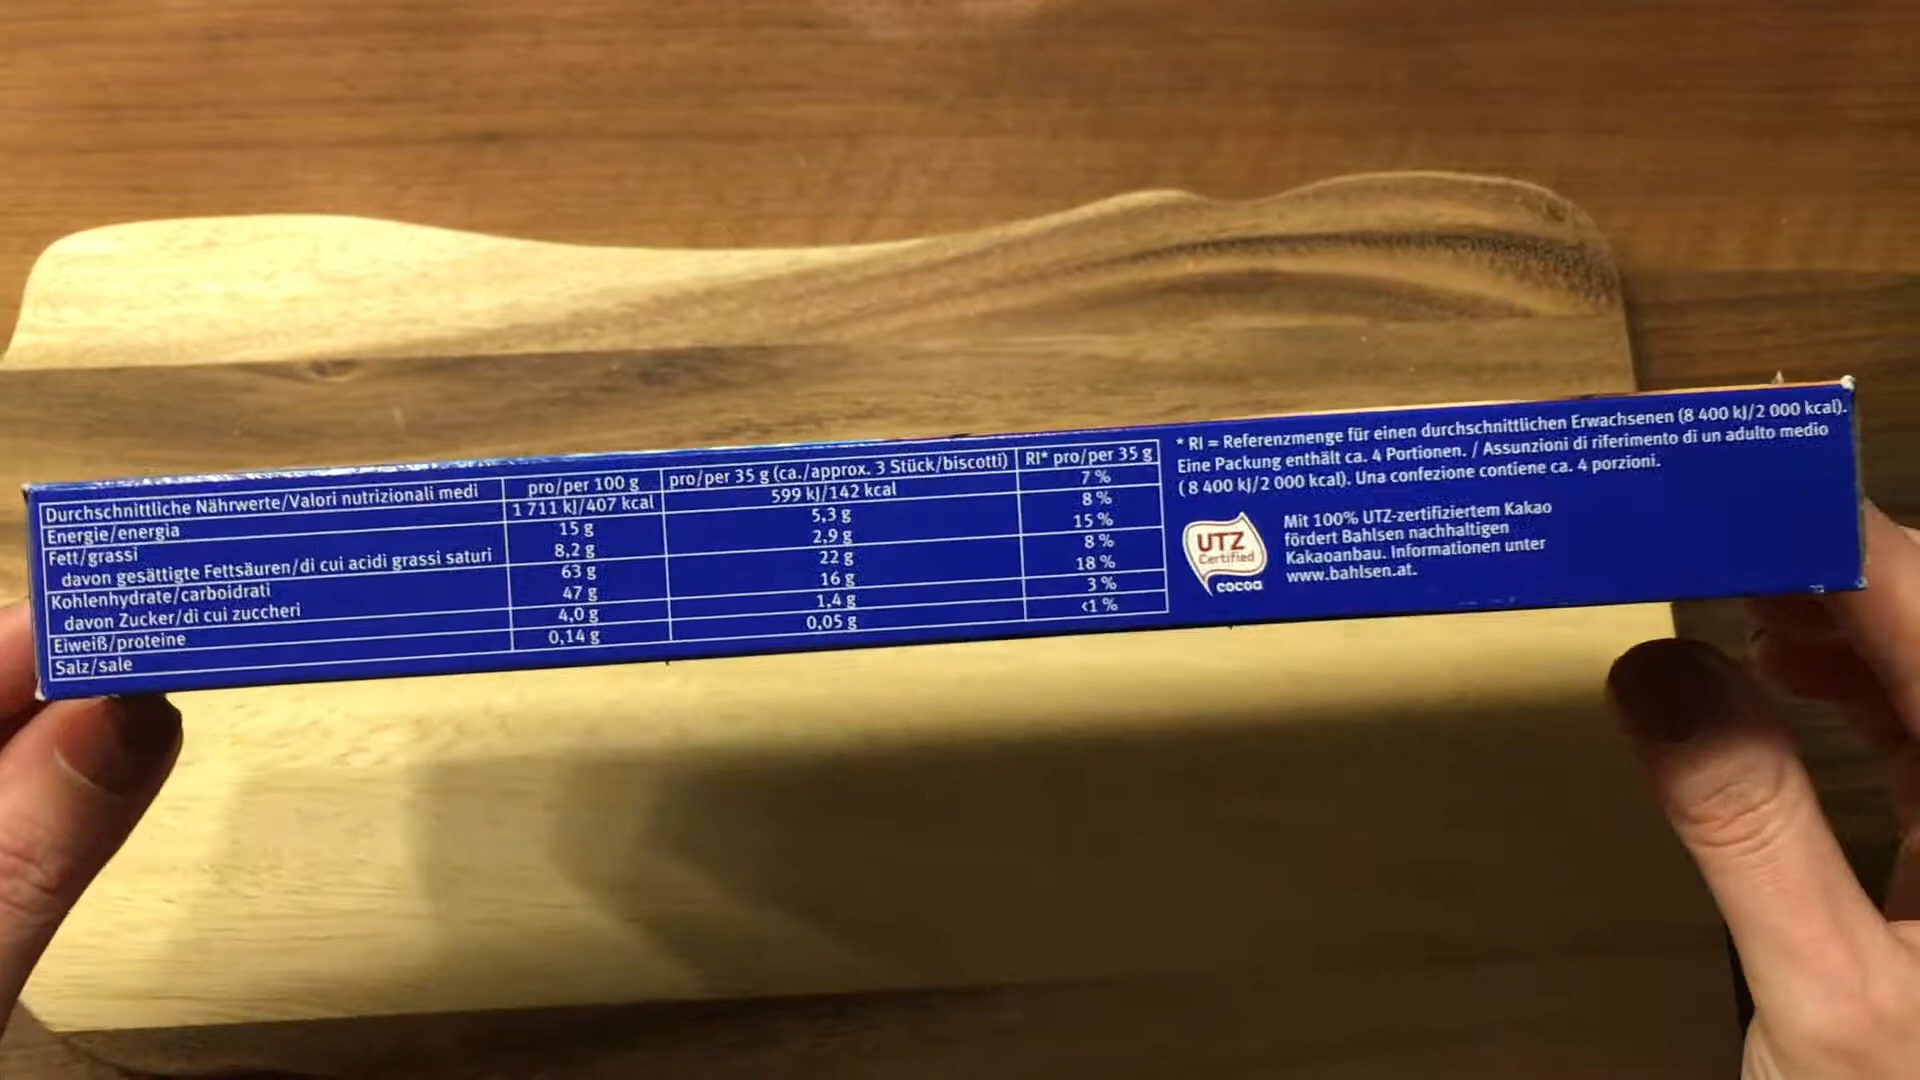 Durchschnittliche Nährwerte/Valori nutrizionali medi pro/per 100 g pro/per 35 g (ca./approx. 3 Stück/biscotti) RI* pro/per 35 g
Energie/energia 1 711 kJ/407 kcal 599 kJ/142 kcal 7 %
Fett/grassi 15 g 5,3 g 8 %
davon gesättigte Fettsäuren/di cui acidi grassi saturi 8,2 g 2,9 g 15 %
Kohlenhydrate/carboidrati 63 g 22 g 8 %
davon Zucker/di cui zuccheri 47 g 16 g 18 %
Eiweiß/proteine 4,0 g 1,4 g 3 %
Salz/sale 0,14 g 0,05 g <1 %
* RI = Referenzmenge für einen durchschnittlichen Erwachsenen (8 400 kJ/2 000 kcal).
Eine Packung enthält ca. 4 Portionen. / Assunzioni di riferimento di un adulto medio
(8 400 kJ/2 000 kcal). Una confezione contiene ca. 4 porzioni.
UTZ
Certified
cocoa
Mit 100% UTZ-zertifiziertem Kakao
fördert Bahlsen nachhaltigen
Kakaoanbau. Informationen unter
www.bahlsen.at.